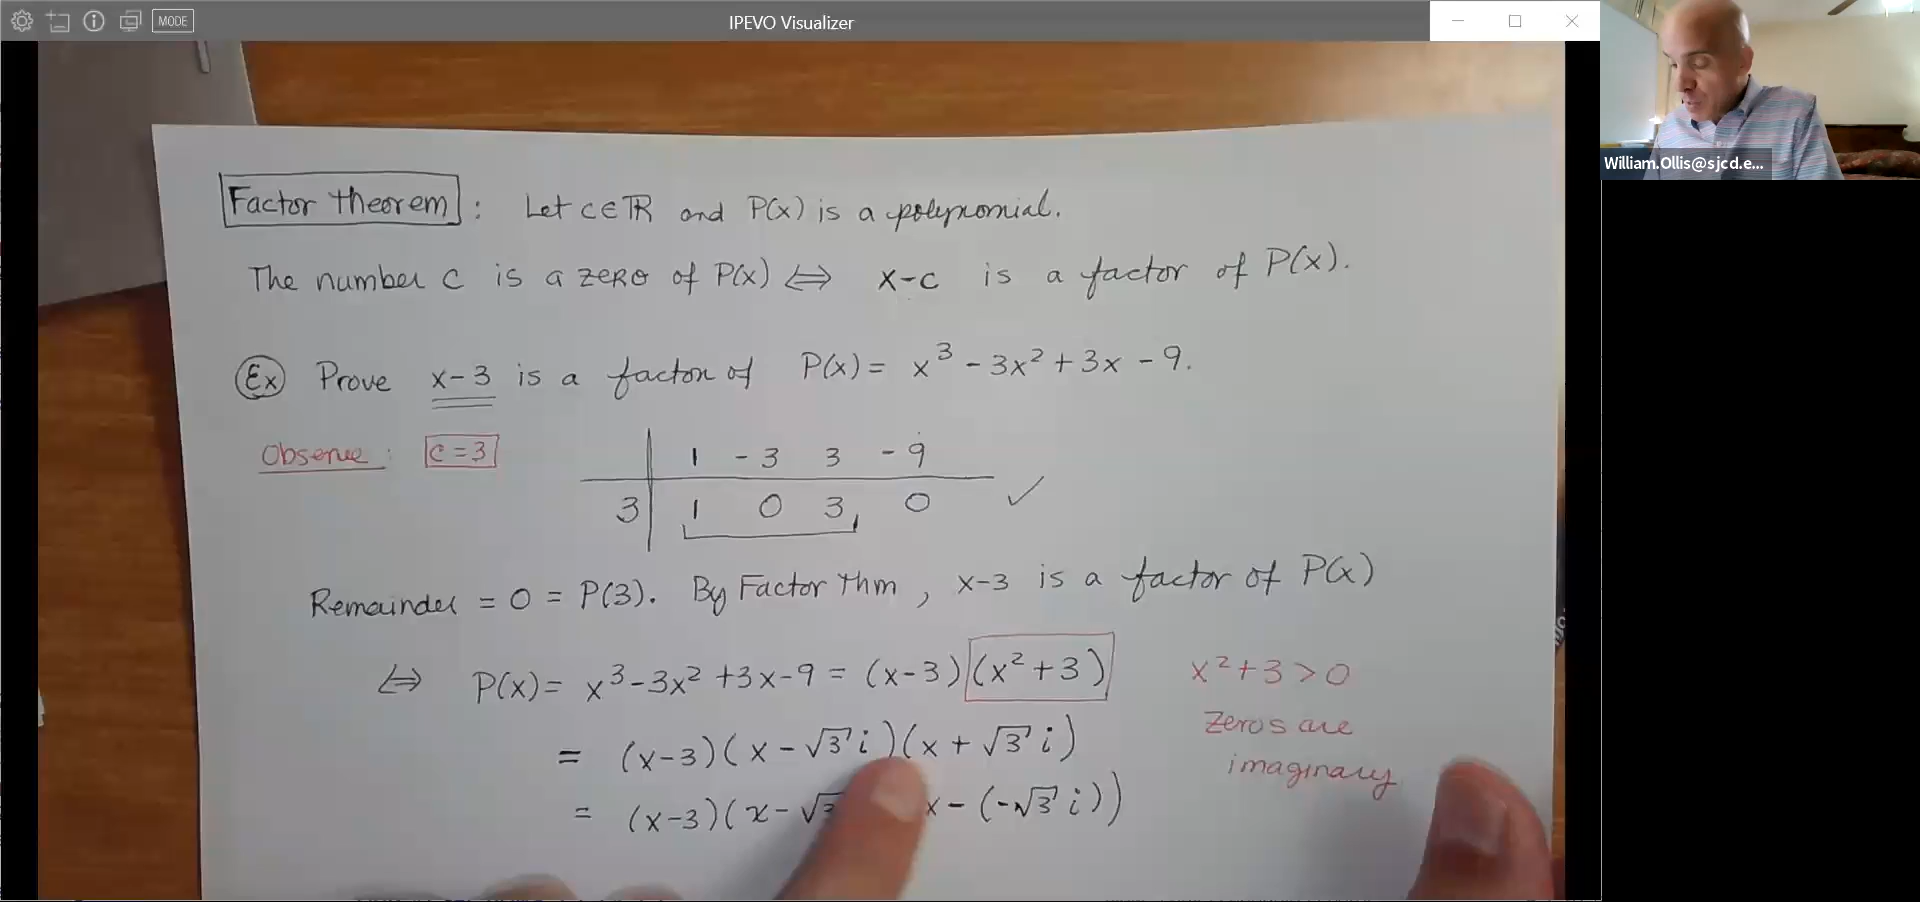 MODE
IPEVO Visualizer
William.Ollis@sjcd.e...
Factor theorem : Let c∈ℝ and P(x) is a polynomial.
The number c is a zero of P(x) ⟺ x-c is a factor of P(x).
Ex Prove x-3 is a factor of P(x) = x³ - 3x² + 3x - 9.
Observe : c = 3
1 -3 3 -9
3 1 0 3 0 ✓
Remainder = 0 = P(3). By Factor Thm, x-3 is a factor of P(x)
⟺ P(x) = x³-3x²+3x-9 = (x-3)(x²+3)
x²+3 > 0
= (x-3)(x-√3 i)(x+√3 i)
Zeros are
imaginary
= (x-3)(x-√3 x-(-√3 i))